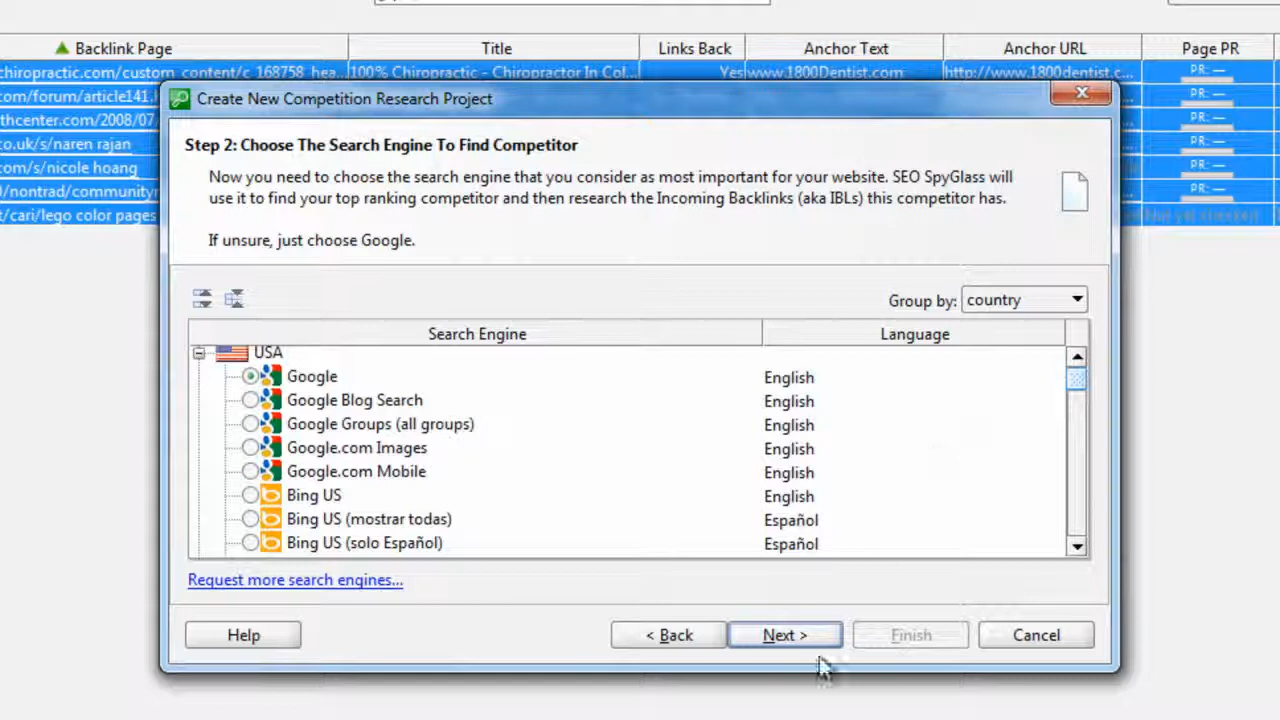 Backlink Page Title Links Back Anchor Text Anchor URL Page PR
chiropractic.com/custom_content/c_168758_hea... 100% Chiropractic - Chiropractor In Col... Yes www.1800Dentist.com http://www.1800dentist.c... PR: —
com/forum/article141. PR: —
thcenter.com/2008/07/ PR: —
co.uk/s/naren rajan PR: —
com/s/nicole hoang PR: —
0/nontrad/community PR: —
t/cari/lego color pages
Create New Competition Research Project
Step 2: Choose The Search Engine To Find Competitor
Now you need to choose the search engine that you consider as most important for your website. SEO SpyGlass will
use it to find your top ranking competitor and then research the Incoming Backlinks (aka IBLs) this competitor has.
If unsure, just choose Google.
Group by: country
Search Engine Language
USA
Google English
Google Blog Search English
Google Groups (all groups) English
Google.com Images English
Google.com Mobile English
Bing US English
Bing US (mostrar todas) Español
Bing US (solo Español) Español
Request more search engines...
Help < Back Next > Finish Cancel